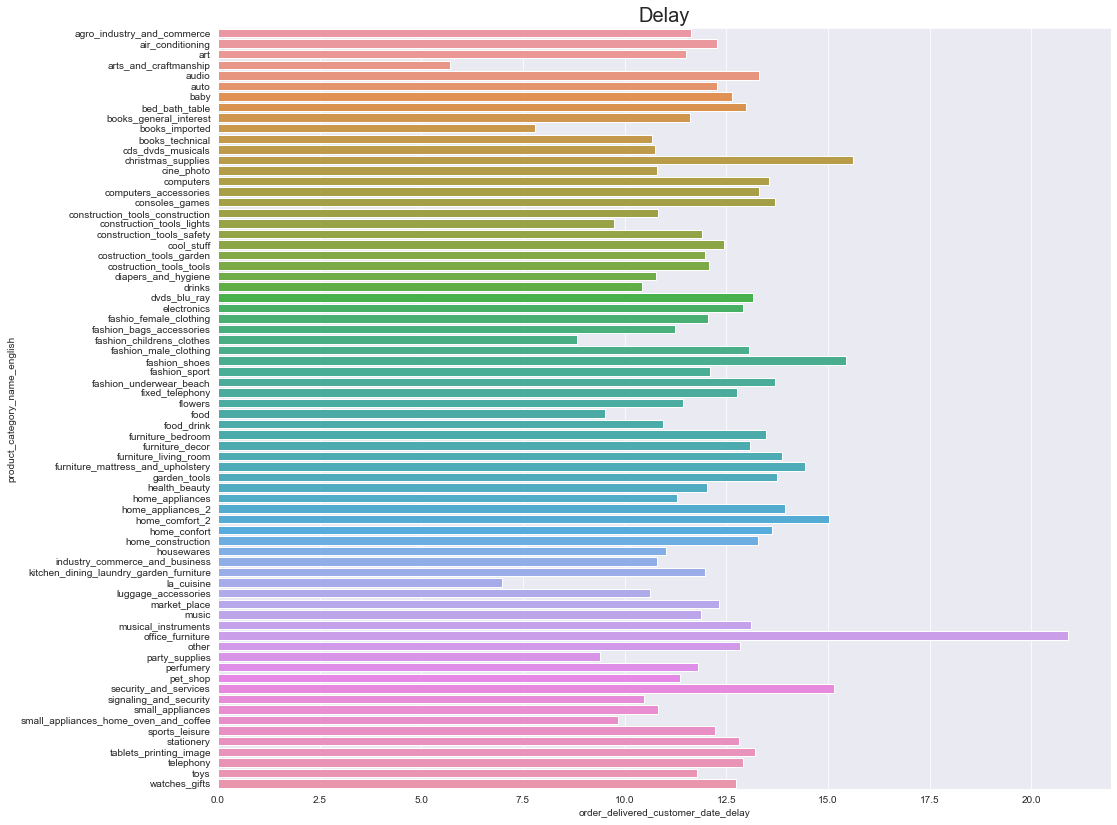 Delay
agro_industry_and_commerce
air_conditioning
art
arts_and_craftmanship
audio
auto
baby
bed_bath_table
books_general_interest
books_imported
books_technical
cds_dvds_musicals
christmas_supplies
cine_photo
computers
computers_accessories
consoles_games
construction_tools_construction
construction_tools_lights
construction_tools_safety
cool_stuff
costruction_tools_garden
costruction_tools_tools
diapers_and_hygiene
drinks
dvds_blu_ray
electronics
fashio_female_clothing
fashion_bags_accessories
fashion_childrens_clothes
fashion_male_clothing
fashion_shoes
fashion_sport
fashion_underwear_beach
fixed_telephony
flowers
food
food_drink
furniture_bedroom
furniture_decor
furniture_living_room
furniture_mattress_and_upholstery
garden_tools
health_beauty
home_appliances
home_appliances_2
home_comfort_2
home_confort
home_construction
housewares
industry_commerce_and_business
kitchen_dining_laundry_garden_furniture
la_cuisine
luggage_accessories
market_place
music
musical_instruments
office_furniture
other
party_supplies
perfumery
pet_shop
security_and_services
signaling_and_security
small_appliances
small_appliances_home_oven_and_coffee
sports_leisure
stationery
tablets_printing_image
telephony
toys
watches_gifts
product_category_name_english
0.0 2.5 5.0 7.5 10.0 12.5 15.0 17.5 20.0
order_delivered_customer_date_delay